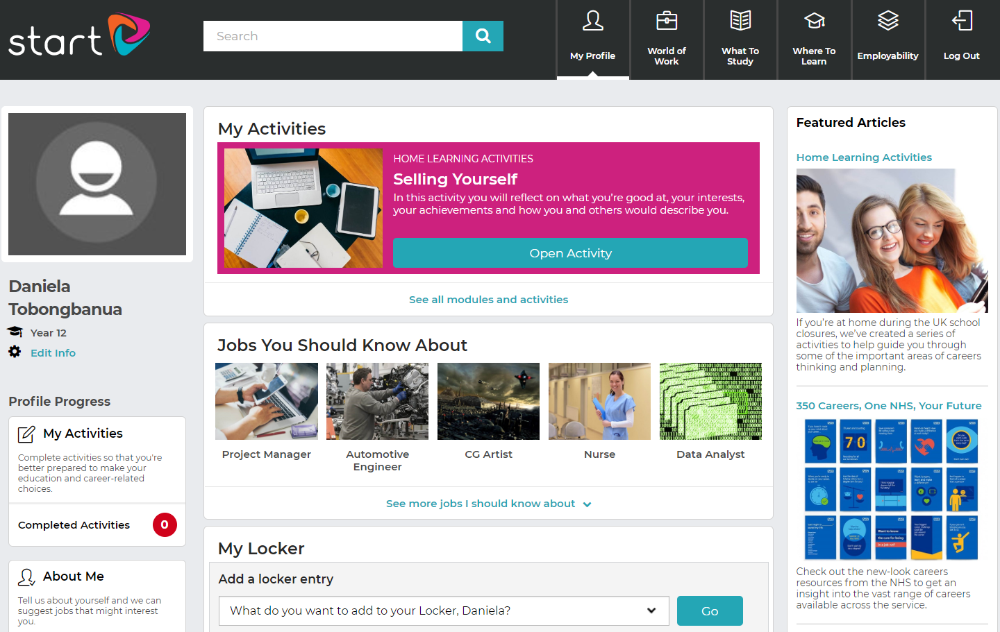 start
Search
My Profile
World of
Work
What To
Study
Where To
Learn
Employability
Log Out
Daniela
Tobongbanua
Year 12
Edit Info
Profile Progress
My Activities
Complete activities so that you're
better prepared to make your
education and career-related
choices.
Completed Activities
0
About Me
Tell us about yourself and we can
suggest jobs that might interest
you.
My Activities
HOME LEARNING ACTIVITIES
Selling Yourself
In this activity you will reflect on what you're good at, your interests,
your achievements and how you and others would describe you.
Open Activity
See all modules and activities
Jobs You Should Know About
Project Manager
Automotive
Engineer
CG Artist
Nurse
Data Analyst
See more jobs I should know about
My Locker
Add a locker entry
What do you want to add to your Locker, Daniela?
Go
Featured Articles
Home Learning Activities
If you're at home during the UK school
closures, we've created a series of
activities to help guide you through
some of the important areas of careers
thinking and planning.
350 Careers, One NHS, Your Future
70
Want to know
the cure for being
in a job rut?
Check out the new-look careers
resources from the NHS to get an
insight into the vast range of careers
available across the service.